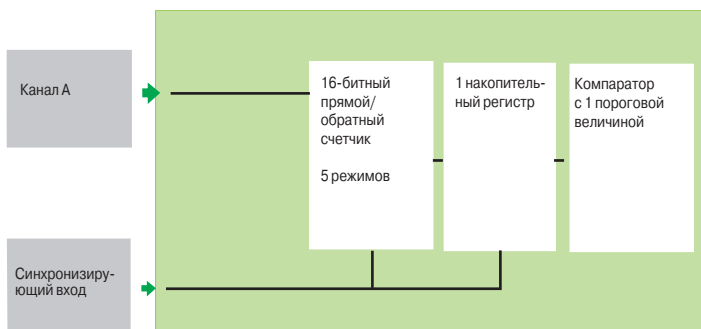 Канал А
16-битный
прямой/
обратный
счетчик
5 режимов
1 накопитель-
ный регистр
Компаратор
с 1 пороговой
величиной
Синхронизиру-
ющий вход